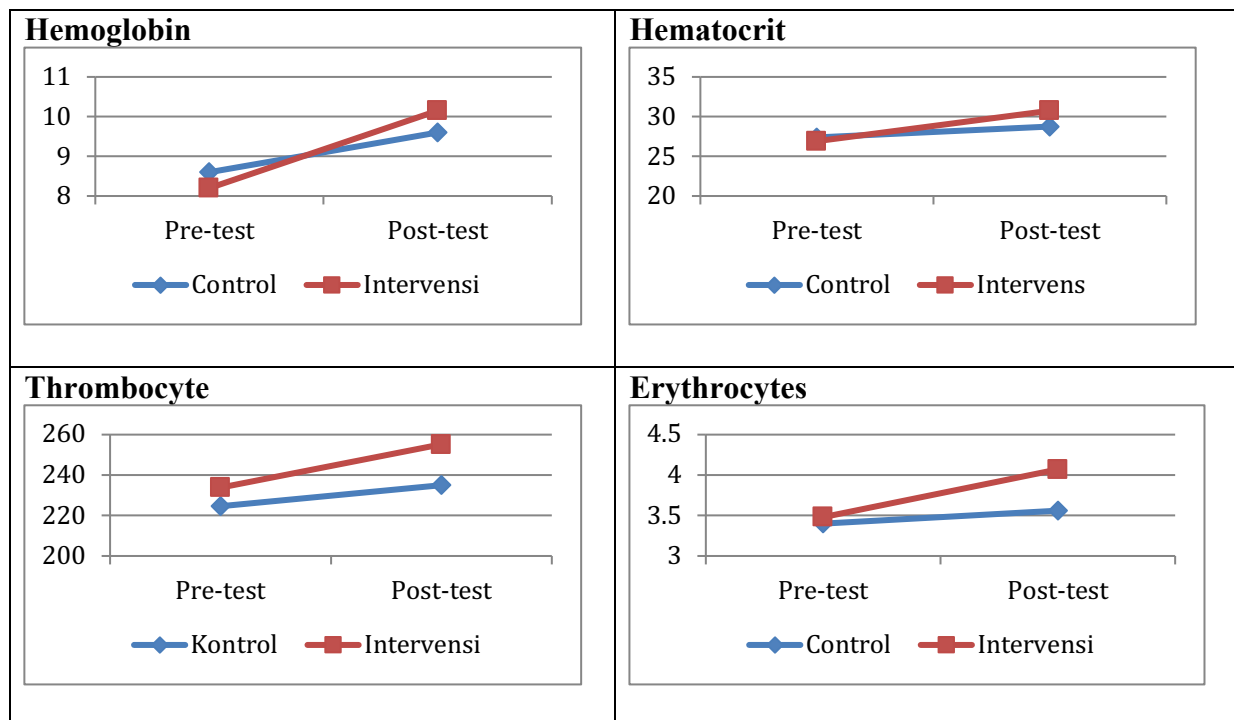 Hemoglobin
11
10
9
8
Pre-test Post-test
Control Intervensi
Hematocrit
35
30
25
20
Pre-test Post-test
Control Intervens
Thrombocyte
260
240
220
200
Pre-test Post-test
Kontrol Intervensi
Erythrocytes
4.5
4
3.5
3
Pre-test Post-test
Control Intervensi